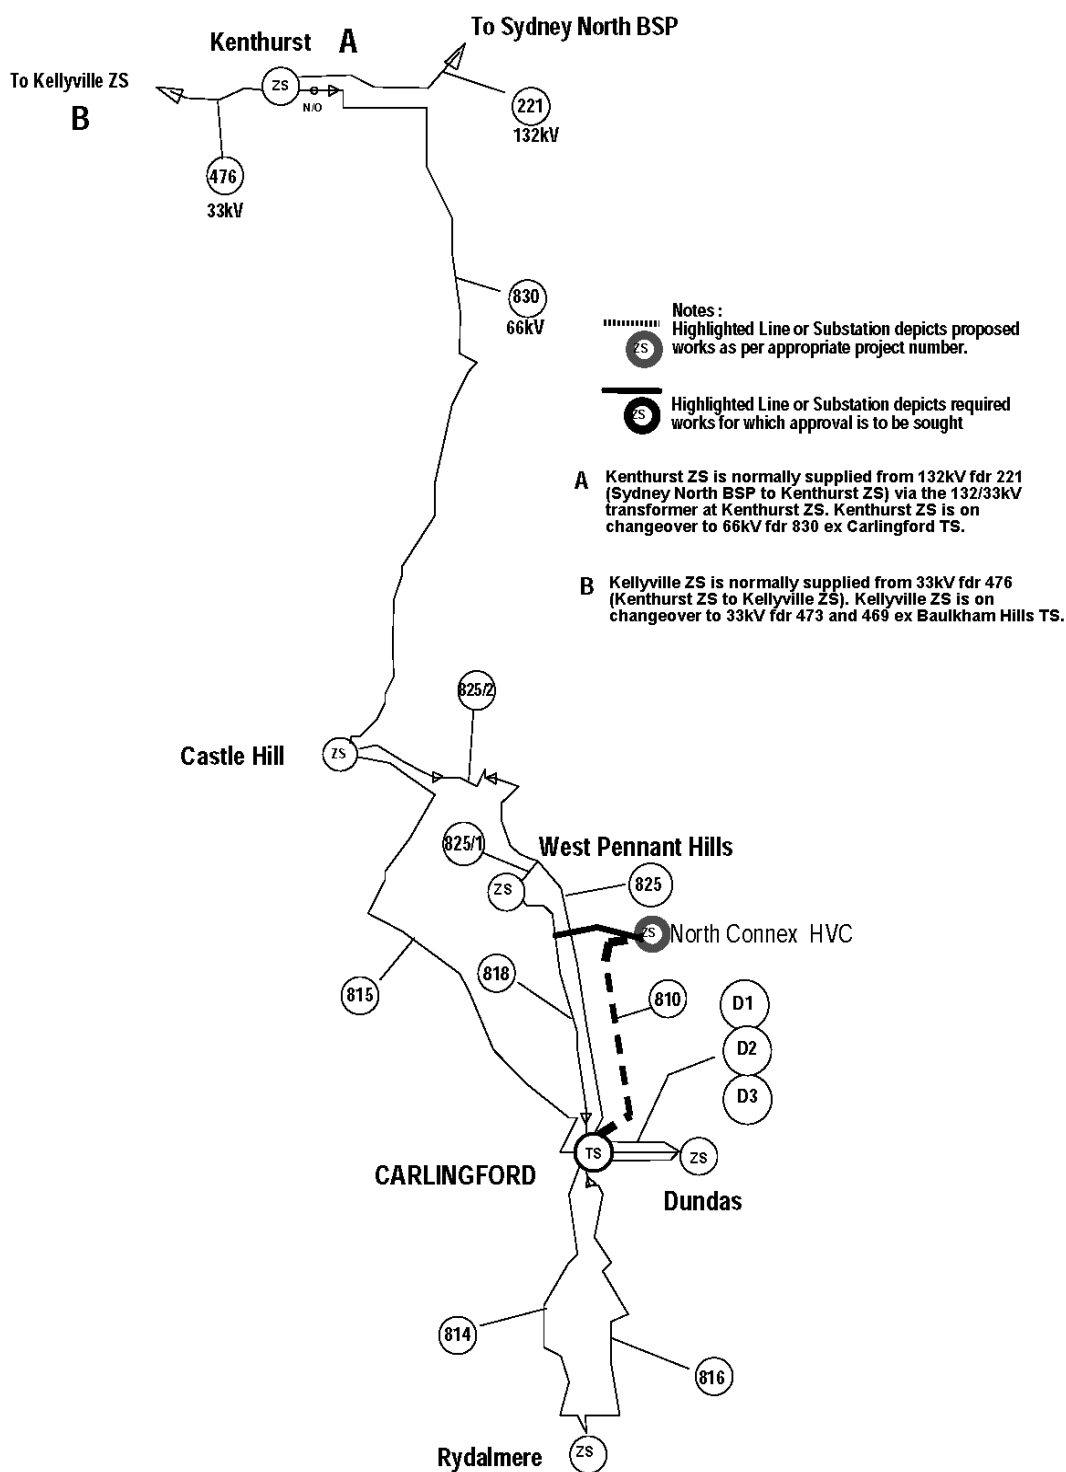 To Sydney North BSP
Kenthurst A
To Kellyville ZS
ZS
B
N/O
221
132kV
476
33kV
830
66kV
Notes :
Highlighted Line or Substation depicts proposed
works as per appropriate project number.
ZS
Highlighted Line or Substation depicts required
works for which approval is to be sought
ZS
A Kenthurst ZS is normally supplied from 132kV fdr 221
(Sydney North BSP to Kenthurst ZS) via the 132/33kV
transformer at Kenthurst ZS. Kenthurst ZS is on
changeover to 66kV fdr 830 ex Carlingford TS.
B Kellyville ZS is normally supplied from 33kV fdr 476
(Kenthurst ZS to Kellyville ZS). Kellyville ZS is on
changeover to 33kV fdr 473 and 469 ex Baulkham Hills TS.
825/2
Castle Hill
ZS
825/1
West Pennant Hills
ZS
825
ZS
North Connex HVC
818
815
810
D1
D2
D3
TS
ZS
CARLINGFORD
Dundas
814
816
Rydalmere
ZS